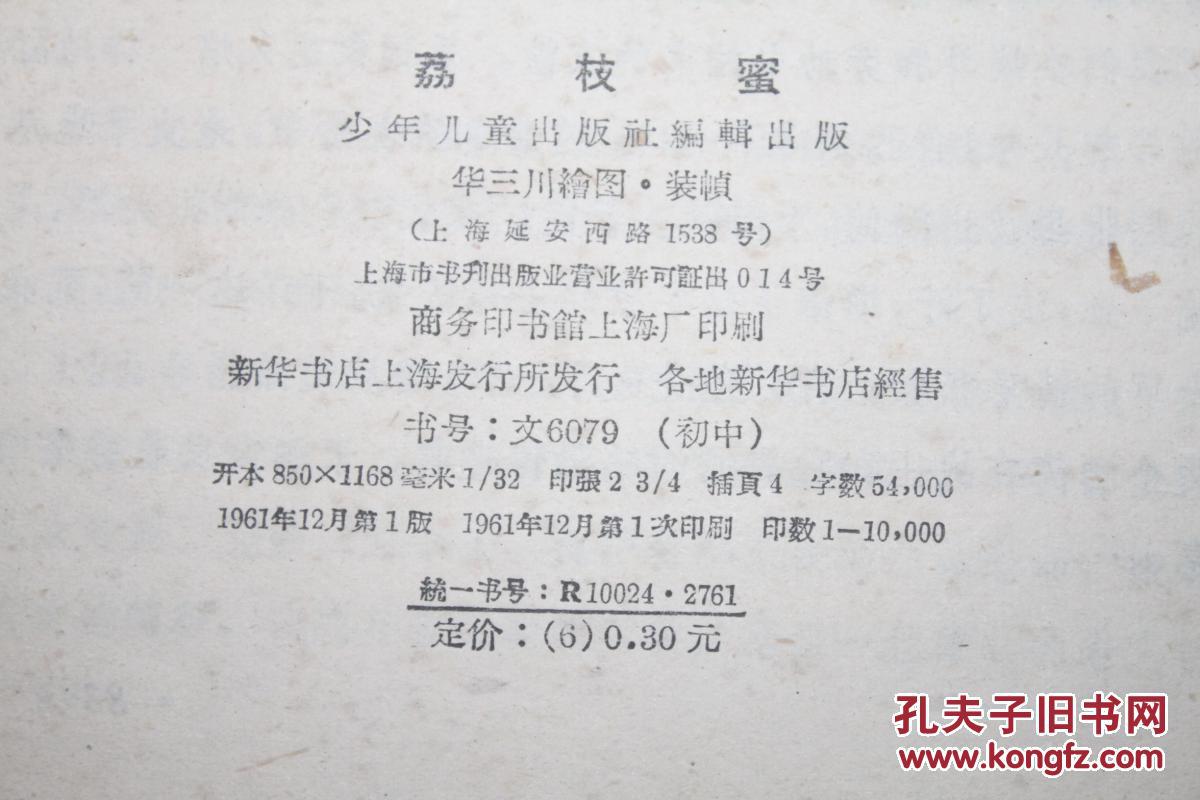 荔枝蜜
少年儿童出版社編輯出版
华三川繪图·装幀
(上海延安西路1538号)
上海市书刋出版业营业許可証出014号
商务印书館上海厂印刷
新华书店上海发行所发行 各地新华书店經售
书号:文6079 (初中)
开本 850×1168 毫米 1/32 印張 2 3/4 插頁 4 字数 54,000
1961年12月第1版 1961年12月第1次印刷 印数1—10,000
統一书号:R10024·2761
定价:(6)0.30元
孔夫子旧书网
www.kongfz.com